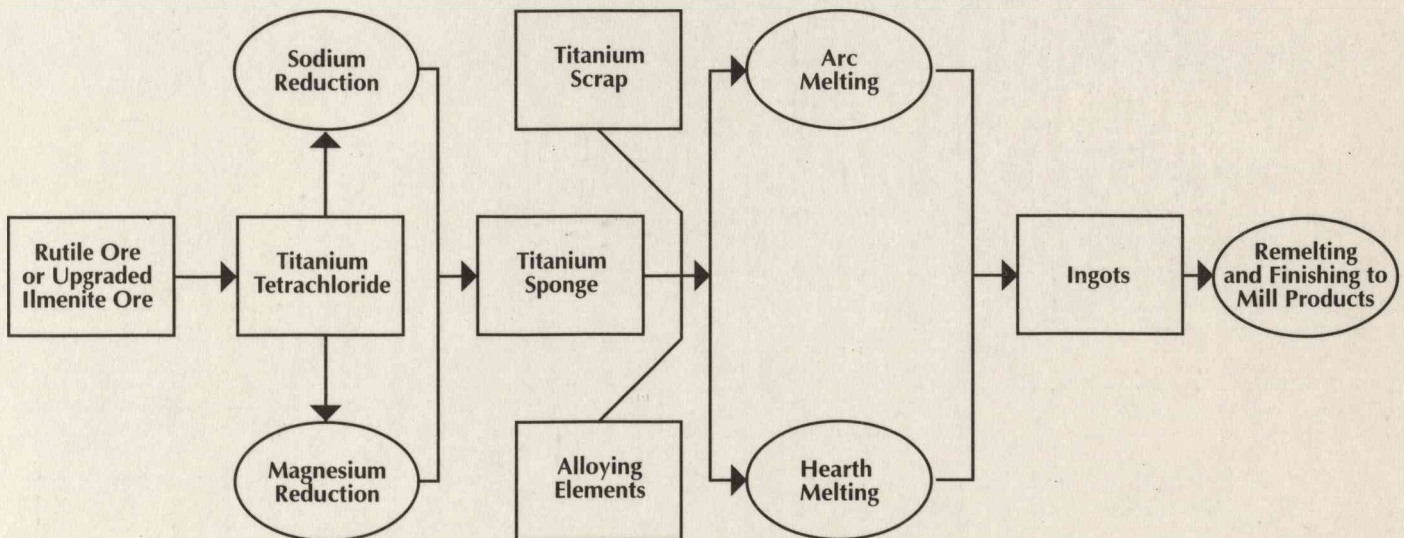 Rutile Ore
or Upgraded
Ilmenite Ore
Titanium
Tetrachloride
Sodium
Reduction
Magnesium
Reduction
Titanium
Sponge
Titanium
Scrap
Alloying
Elements
Arc
Melting
Hearth
Melting
Ingots
Remelting
and Finishing to
Mill Products